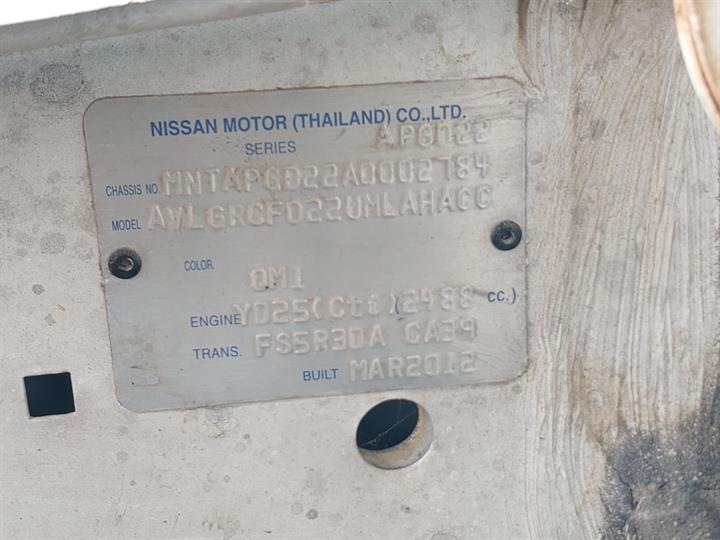 NISSAN MOTOR (THAILAND) CO.,LTD.
SERIES APGD22
CHASSIS NO. MNTAPGD22A0002784
MODEL AVLGRCFD22UMLAHACC
COLOR QM1
ENGINE YD25(Cti)2488 CC.)
TRANS. FS5R30A CA39
BUILT MAR2012